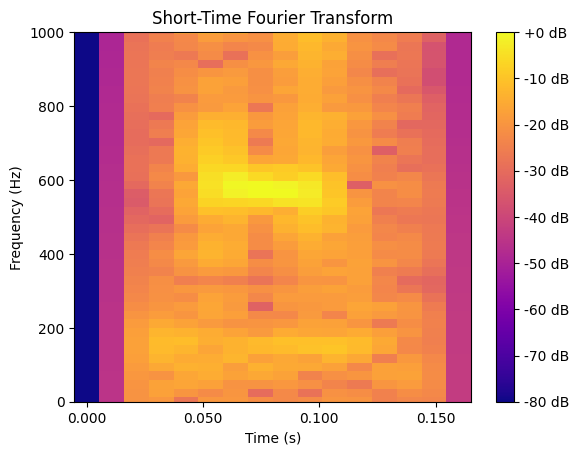 Short-Time Fourier Transform
1000
800
600
400
200
0
Frequency (Hz)
0.000
0.050
0.100
0.150
Time (s)
+0 dB
-10 dB
-20 dB
-30 dB
-40 dB
-50 dB
-60 dB
-70 dB
-80 dB